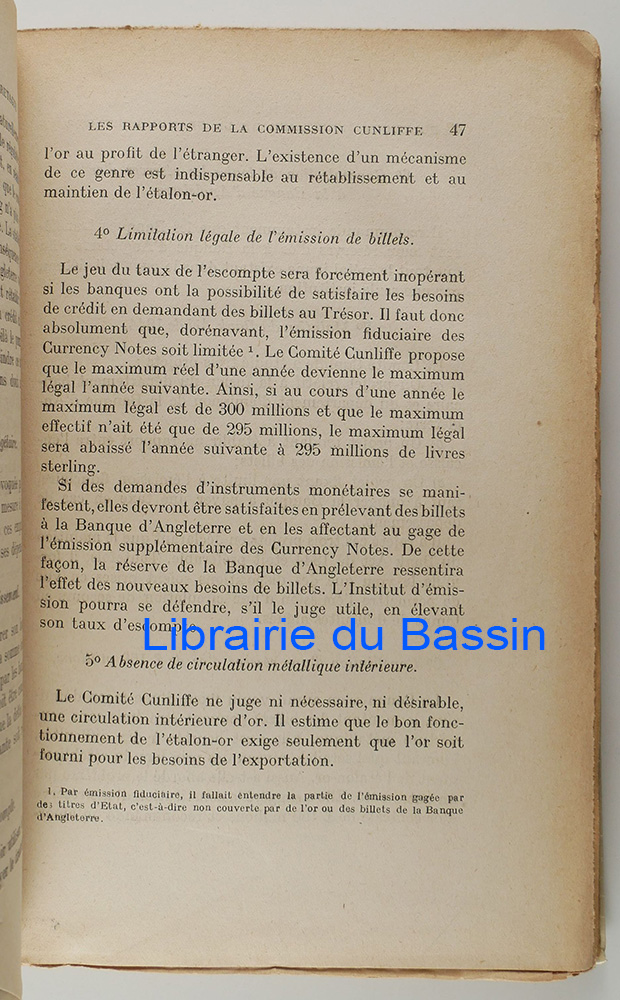 LES RAPPORTS DE LA COMMISSION CUNLIFFE 47
l'or au profit de l'étranger. L'existence d'un mécanisme
de ce genre est indispensable au rétablissement et au
maintien de l'étalon-or.
4º Limitation légale de l'émission de billets.
Le jeu du taux de l'escompte sera forcément inopérant
si les banques ont la possibilité de satisfaire les besoins
de crédit en demandant des billets au Trésor. Il faut donc
absolument que, dorénavant, l'émission fiduciaire des
Currency Notes soit limitée ¹. Le Comité Cunliffe propose
que le maximum réel d'une année devienne le maximum
légal l'année suivante. Ainsi, si au cours d'une année le
maximum légal est de 300 millions et que le maximum
effectif n'ait été que de 295 millions, le maximum légal
sera abaissé l'année suivante à 295 millions de livres
sterling.
Si des demandes d'instruments monétaires se mani-
festent, elles devront être satisfaites en prélevant des billets
à la Banque d'Angleterre et en les affectant au gage de
l'émission supplémentaire des Currency Notes. De cette
façon, la réserve de la Banque d'Angleterre ressentira
l'effet des nouveaux besoins de billets. L'Institut d'émis-
sion pourra se défendre, s'il le juge utile, en élevant
son taux d'escompte
Librairie du Bassin
5º Absence de circulation métallique intérieure.
Le Comité Cunliffe ne juge ni nécessaire, ni désirable,
une circulation intérieure d'or. Il estime que le bon fonc-
tionnement de l'étalon-or exige seulement que l'or soit
fourni pour les besoins de l'exportation.
1. Par émission fiduciaire, il fallait entendre la partie de l'émission gagée par
des titres d'Etat, c'est-à-dire non couverte par de l'or ou des billets de la Banque
d'Angleterre.